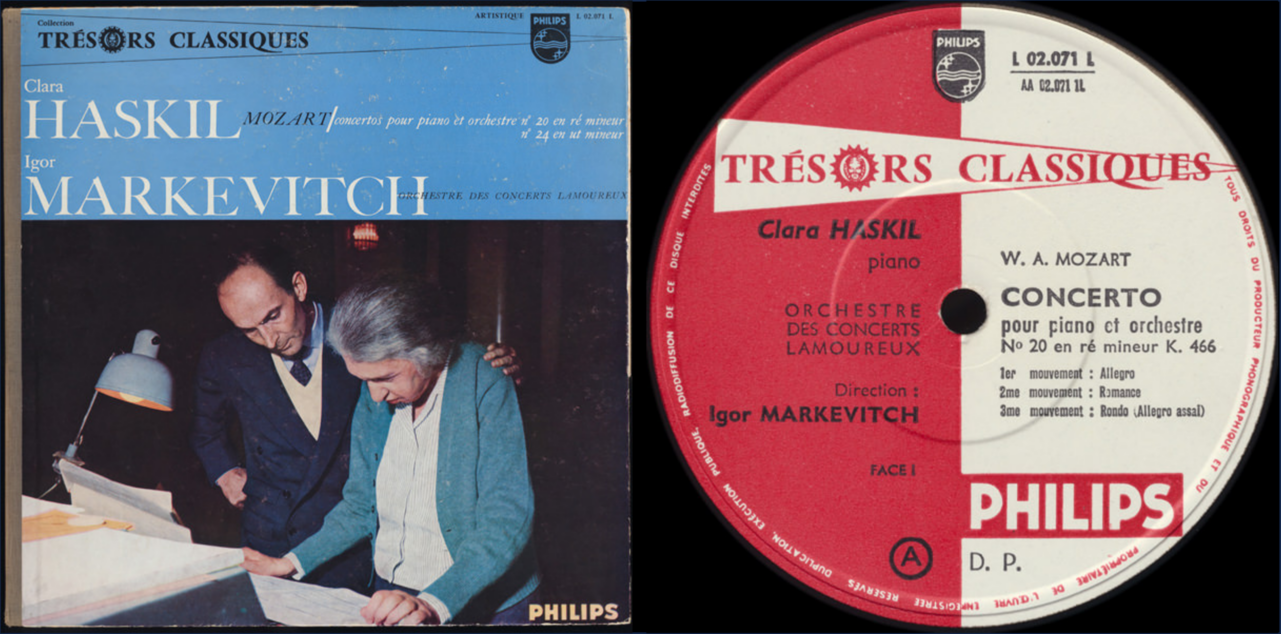 Collection
TRÉSORS CLASSIQUES
ARTISTIQUE
PHILIPS
L 02.071 L
Clara
HASKIL
MOZART/concertos pour piano et orchestre n° 20 en ré mineur
n° 24 en ut mineur
Igor
MARKEVITCH
ORCHESTRE DES CONCERTS LAMOUREUX
PHILIPS
PHILIPS
L 02.071 L
AA 02.071 1L
TRÉSORS CLASSIQUES
Clara HASKIL
piano
ORCHESTRE
DES CONCERTS
LAMOUREUX
Direction :
Igor MARKEVITCH
FACE I
A
W. A. MOZART
CONCERTO
pour piano et orchestre
No 20 en ré mineur K. 466
1er mouvement : Allegro
2me mouvement : Romance
3me mouvement : Rondo (Allegro assai)
PHILIPS
D. P.
TOUS DROITS DU PRODUCTEUR PHONOGRAPHIQUE ET DU PROPRIÉTAIRE DE L'ŒUVRE ENREGISTREE RÉSERVÉS DUPLICATION, EXÉCUTION PUBLIQUE, RADIODIFFUSION DE CE DISQUE INTERDITES